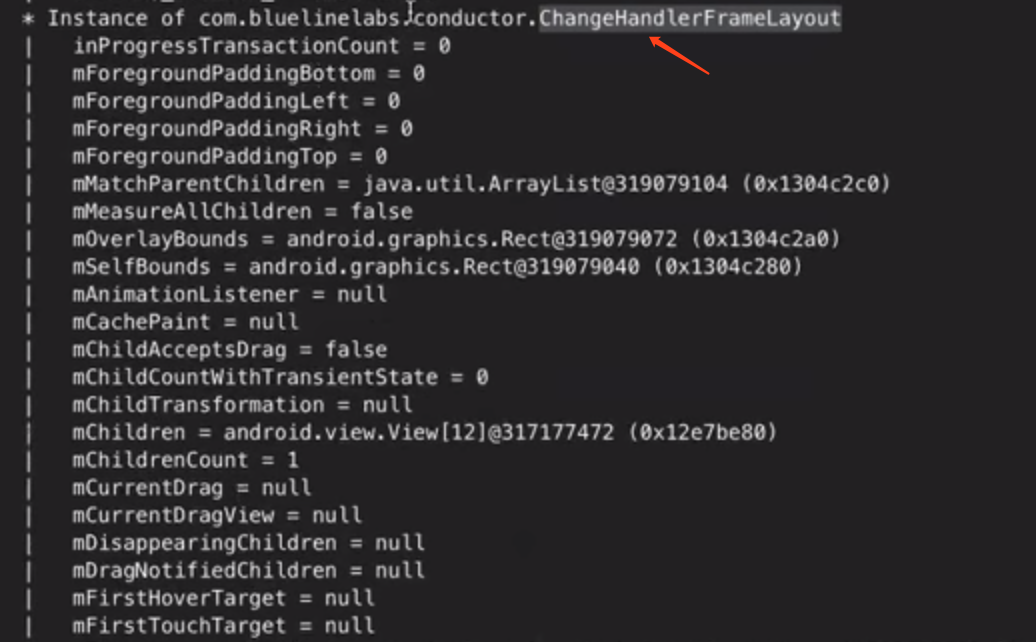 * Instance of com.bluelinelabs.conductor.ChangeHandlerFrameLayout
|   inProgressTransactionCount = 0
|   mForegroundPaddingBottom = 0
|   mForegroundPaddingLeft = 0
|   mForegroundPaddingRight = 0
|   mForegroundPaddingTop = 0
|   mMatchParentChildren = java.util.ArrayList@319079104 (0x1304c2c0)
|   mMeasureAllChildren = false
|   mOverlayBounds = android.graphics.Rect@319079072 (0x1304c2a0)
|   mSelfBounds = android.graphics.Rect@319079040 (0x1304c280)
|   mAnimationListener = null
|   mCachePaint = null
|   mChildAcceptsDrag = false
|   mChildCountWithTransientState = 0
|   mChildTransformation = null
|   mChildren = android.view.View[12]@317177472 (0x12e7be80)
|   mChildrenCount = 1
|   mCurrentDrag = null
|   mCurrentDragView = null
|   mDisappearingChildren = null
|   mDragNotifiedChildren = null
|   mFirstHoverTarget = null
|   mFirstTouchTarget = null